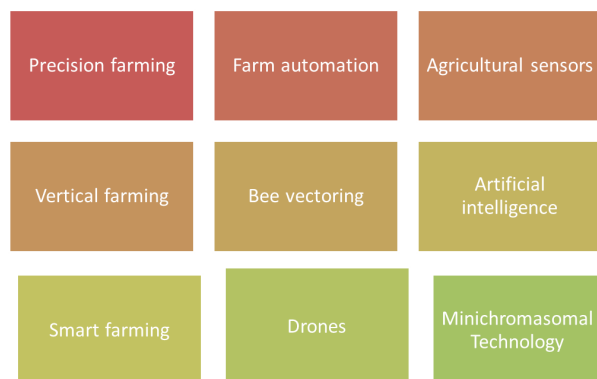 Precision farming
Farm automation
Agricultural sensors
Vertical farming
Bee vectoring
Artificial
intelligence
Smart farming
Drones
Minichromasomal
Technology